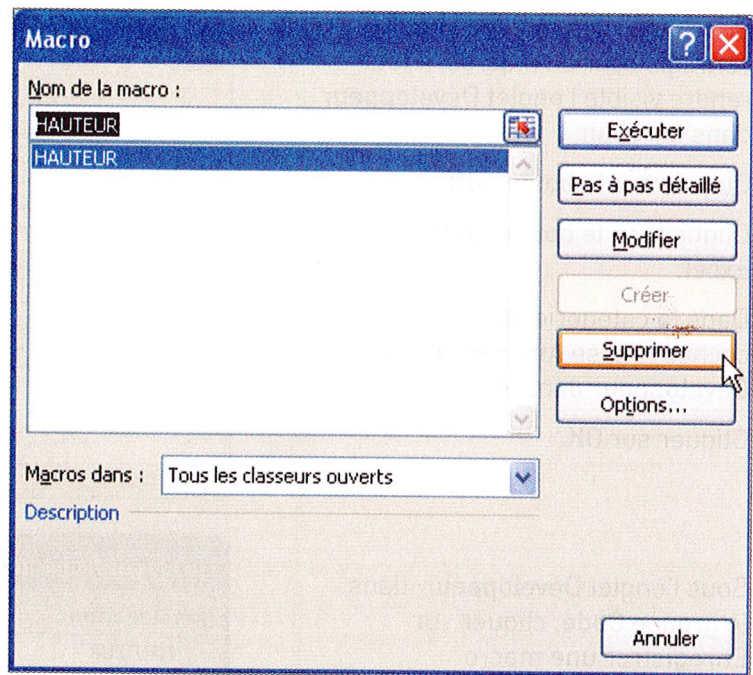 Macro
Nom de la macro :
HAUTEUR
HAUTEUR
Exécuter
Pas à pas détaillé
Modifier
Créer
Supprimer
Options...
Macros dans : Tous les classeurs ouverts
Description
Annuler